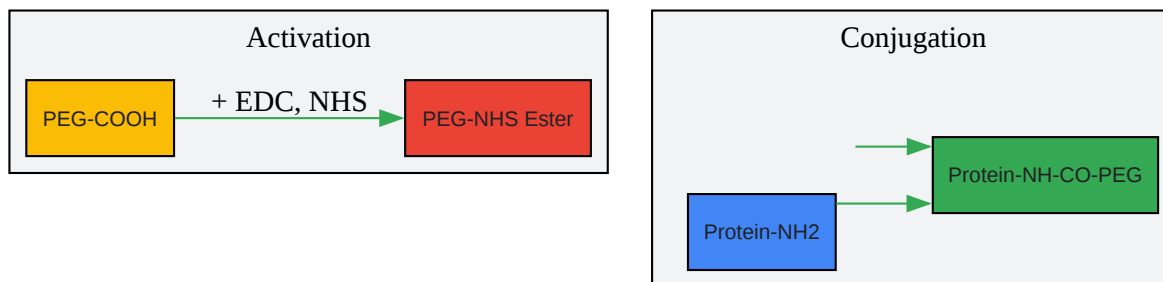 Activation
PEG-COOH
+ EDC, NHS
PEG-NHS Ester
Conjugation
Protein-NH-CO-PEG
Protein-NH2